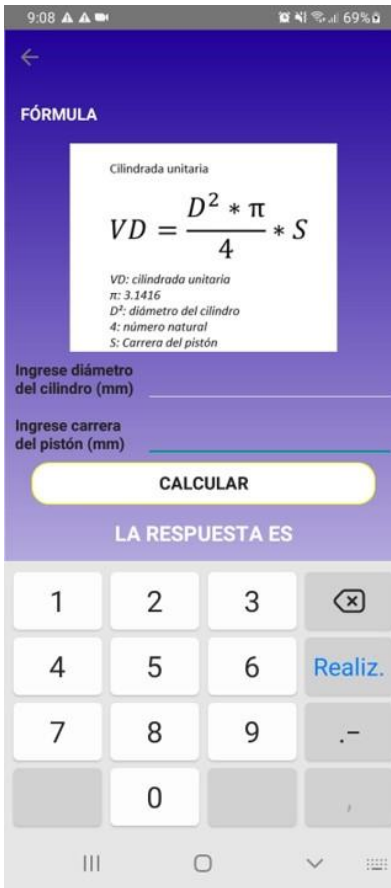 9:08 69%
FÓRMULA
Cilindrada unitaria
VD = D² * π / 4 * S
VD: cilindrada unitaria
π: 3.1416
D²: diámetro del cilindro
4: número natural
S: Carrera del pistón
Ingrese diámetro
del cilindro (mm)
Ingrese carrera
del pistón (mm)
CALCULAR
LA RESPUESTA ES
1 2 3
4 5 6 Realiz.
7 8 9 .-
0 ,